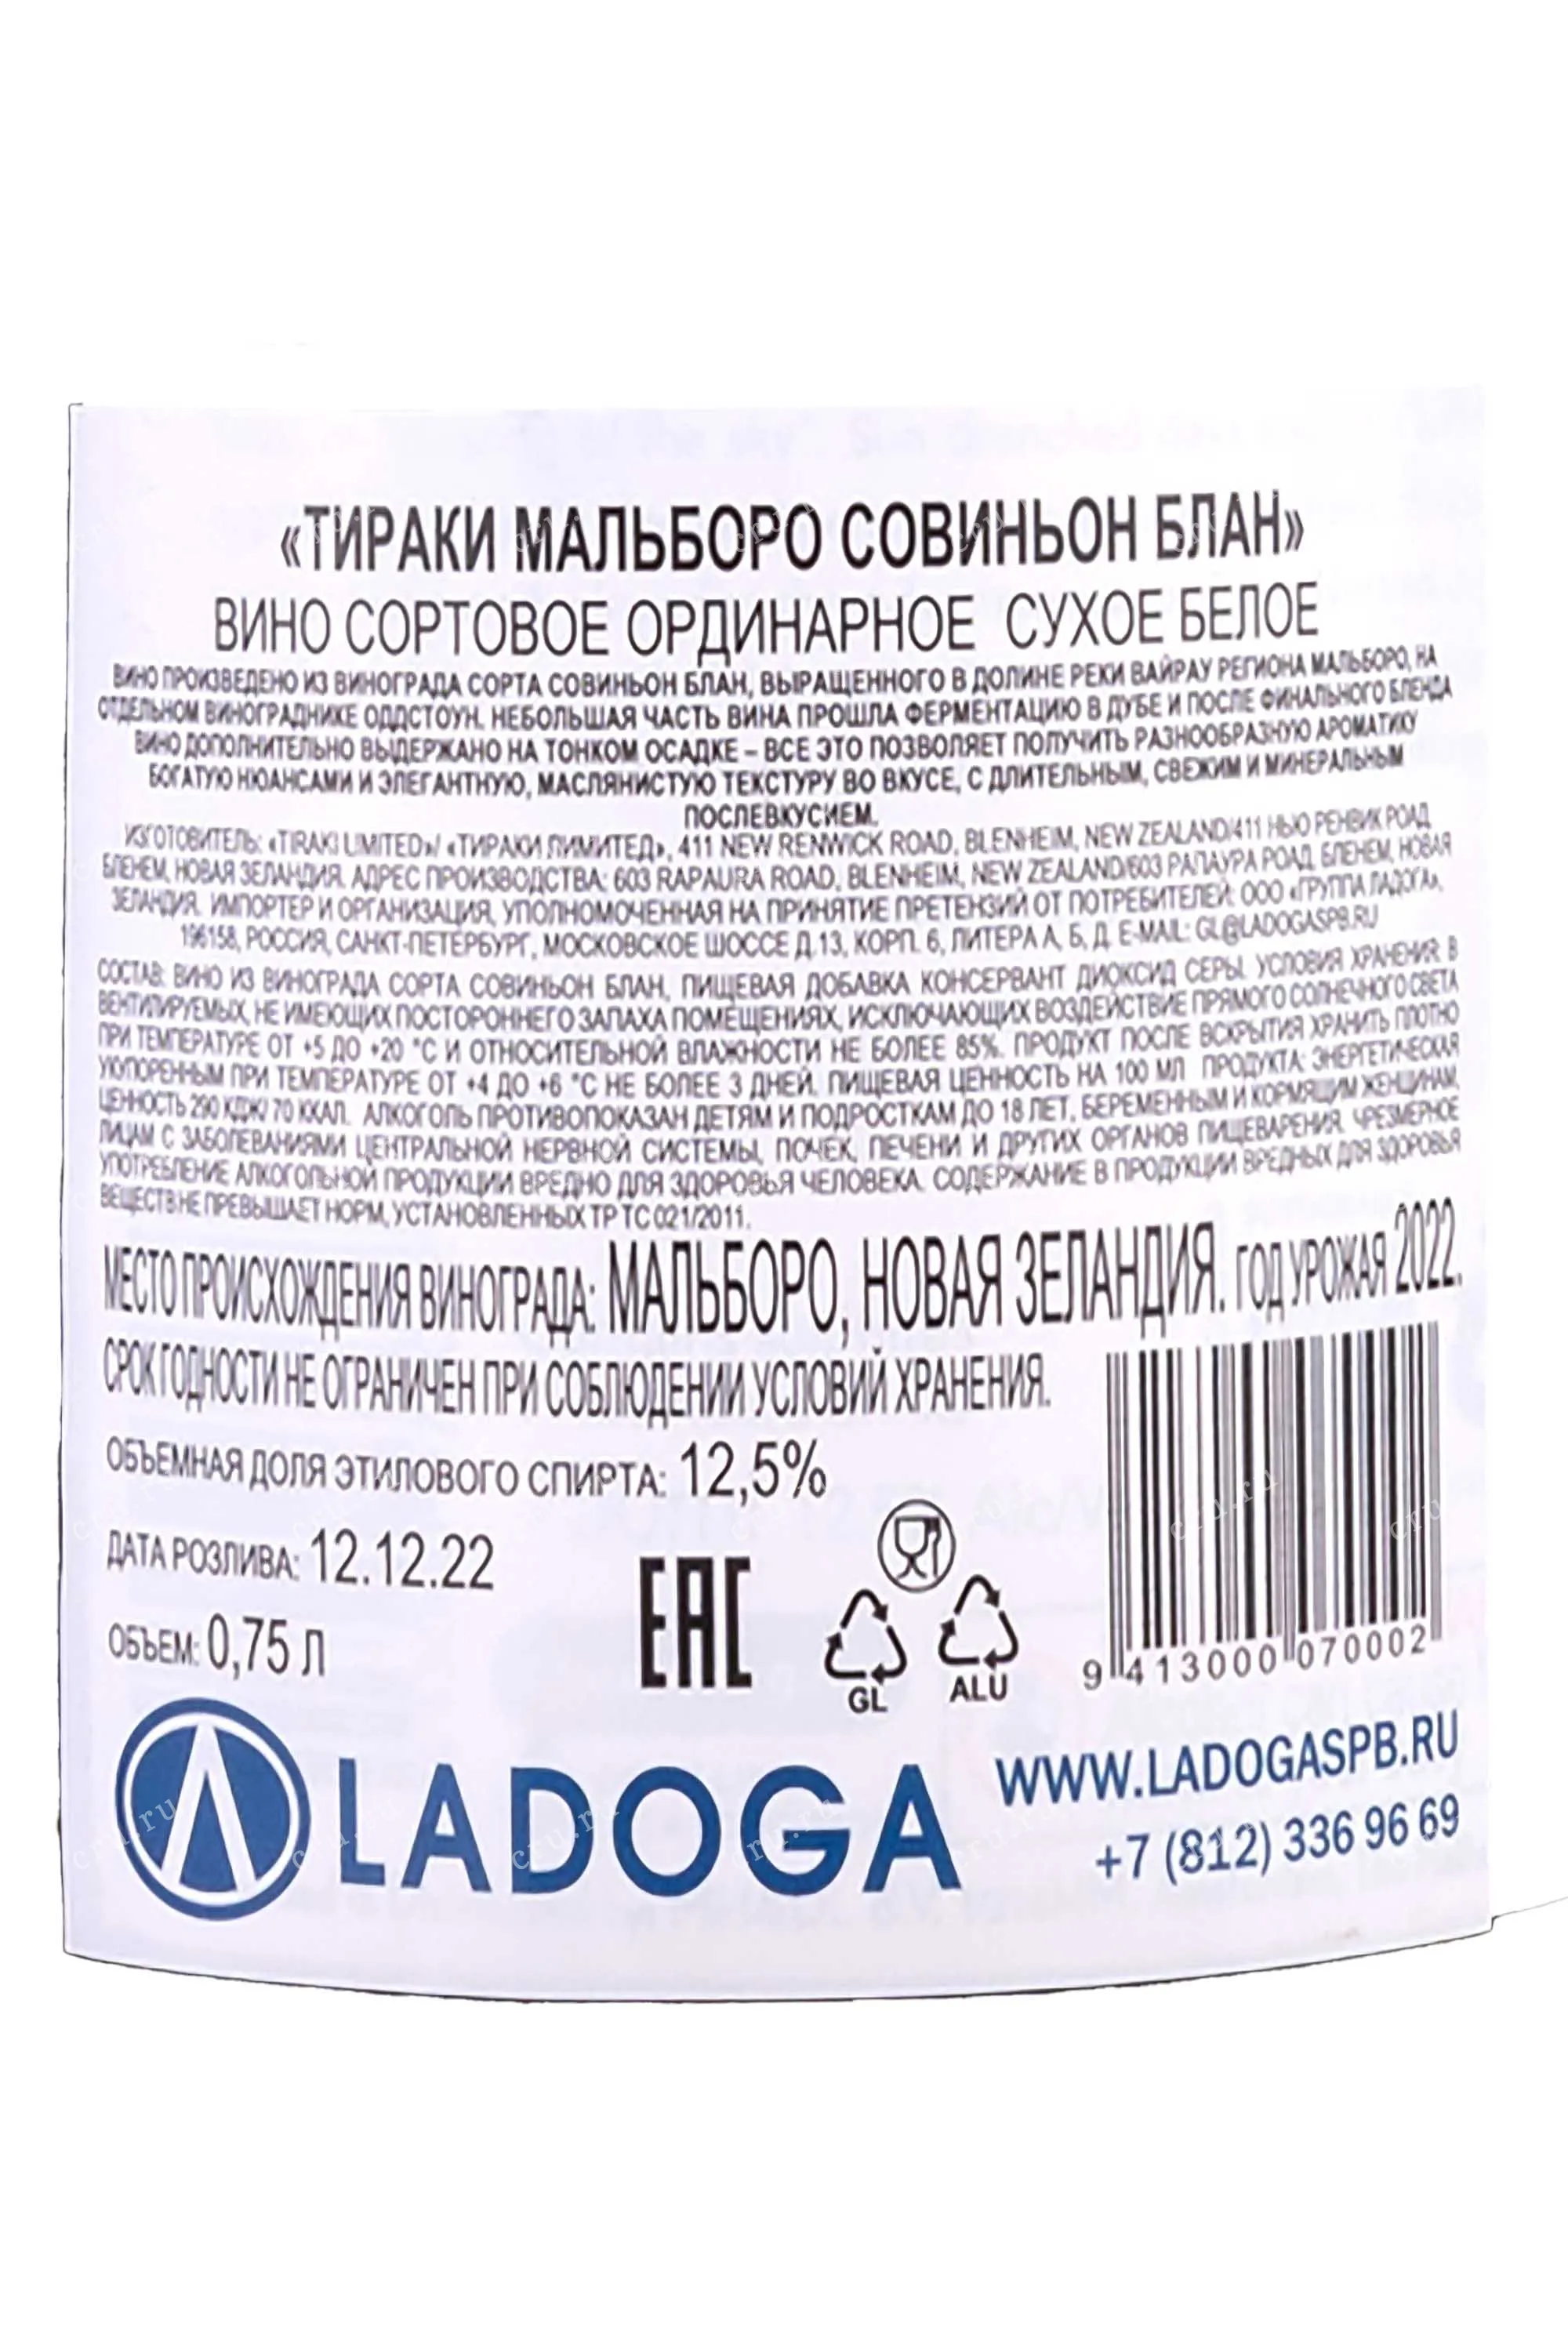 «ТИРАКИ МАЛЬБОРО СОВИНЬОН БЛАН»
ВИНО СОРТОВОЕ ОРДИНАРНОЕ СУХОЕ БЕЛОЕ
ВИНО ПРОИЗВЕДЕНО ИЗ ВИНОГРАДА СОРТА СОВИНЬОН БЛАН, ВЫРАЩЕННОГО В ДОЛИНЕ РЕКИ ВАЙРАУ РЕГИОНА МАЛЬБОРО, НА
ОТДЕЛЬНОМ ВИНОГРАДНИКЕ ОДДСТОУН. НЕБОЛЬШАЯ ЧАСТЬ ВИНА ПРОШЛА ФЕРМЕНТАЦИЮ В ДУБЕ И ПОСЛЕ ФИНАЛЬНОГО БЛЕНДА
ВИНО ДОПОЛНИТЕЛЬНО ВЫДЕРЖАНО НА ТОНКОМ ОСАДКЕ – ВСЕ ЭТО ПОЗВОЛЯЕТ ПОЛУЧИТЬ РАЗНООБРАЗНУЮ АРОМАТИКУ
БОГАТУЮ НЮАНСАМИ И ЭЛЕГАНТНУЮ, МАСЛЯНИСТУЮ ТЕКСТУРУ ВО ВКУСЕ, С ДЛИТЕЛЬНЫМ, СВЕЖИМ И МИНЕРАЛЬНЫМ
ПОСЛЕВКУСИЕМ.
ИЗГОТОВИТЕЛЬ: «TIRAKI LIMITED»/ «ТИРАКИ ЛИМИТЕД», 411 NEW RENWICK ROAD, BLENHEIM, NEW ZEALAND/411 НЬЮ РЕНВИК РОАД
БЛЕНЕМ, НОВАЯ ЗЕЛАНДИЯ. АДРЕС ПРОИЗВОДСТВА: 603 RAPAURA ROAD, BLENHEIM, NEW ZEALAND/603 РАПАУРА РОАД, БЛЕНЕМ, НОВАЯ
ЗЕЛАНДИЯ. ИМПОРТЕР И ОРГАНИЗАЦИЯ, УПОЛНОМОЧЕННАЯ НА ПРИНЯТИЕ ПРЕТЕНЗИЙ ОТ ПОТРЕБИТЕЛЕЙ: ООО «ГРУППА ЛАДОГА»,
196158, РОССИЯ, САНКТ-ПЕТЕРБУРГ, МОСКОВСКОЕ ШОССЕ Д.13, КОРП. 6, ЛИТЕРА А, Б, Д. E-MAIL: GL@LADOGASPB.RU
СОСТАВ: ВИНО ИЗ ВИНОГРАДА СОРТА СОВИНЬОН БЛАН, ПИЩЕВАЯ ДОБАВКА КОНСЕРВАНТ ДИОКСИД СЕРЫ. УСЛОВИЯ ХРАНЕНИЯ: В
ВЕНТИЛИРУЕМЫХ, НЕ ИМЕЮЩИХ ПОСТОРОННЕГО ЗАПАХА ПОМЕЩЕНИЯХ, ИСКЛЮЧАЮЩИХ ВОЗДЕЙСТВИЕ ПРЯМОГО СОЛНЕЧНОГО СВЕТА
ПРИ ТЕМПЕРАТУРЕ ОТ +5 ДО +20 °С И ОТНОСИТЕЛЬНОЙ ВЛАЖНОСТИ НЕ БОЛЕЕ 85%. ПРОДУКТ ПОСЛЕ ВСКРЫТИЯ ХРАНИТЬ ПЛОТНО
УКУПОРЕННЫМ ПРИ ТЕМПЕРАТУРЕ ОТ +4 ДО +6 °С НЕ БОЛЕЕ 3 ДНЕЙ. ПИЩЕВАЯ ЦЕННОСТЬ НА 100 МЛ ПРОДУКТА: ЭНЕРГЕТИЧЕСКАЯ
ЦЕННОСТЬ 290 КДЖ/ 70 ККАЛ. АЛКОГОЛЬ ПРОТИВОПОКАЗАН ДЕТЯМ И ПОДРОСТКАМ ДО 18 ЛЕТ, БЕРЕМЕННЫМ И КОРМЯЩИМ ЖЕНЩИНАМ,
ЛИЦАМ С ЗАБОЛЕВАНИЯМИ ЦЕНТРАЛЬНОЙ НЕРВНОЙ СИСТЕМЫ, ПОЧЕК, ПЕЧЕНИ И ДРУГИХ ОРГАНОВ ПИЩЕВАРЕНИЯ. ЧРЕЗМЕРНОЕ
УПОТРЕБЛЕНИЕ АЛКОГОЛЬНОЙ ПРОДУКЦИИ ВРЕДНО ДЛЯ ЗДОРОВЬЯ ЧЕЛОВЕКА. СОДЕРЖАНИЕ В ПРОДУКЦИИ ВРЕДНЫХ ДЛЯ ЗДОРОВЬЯ
ВЕЩЕСТВ НЕ ПРЕВЫШАЕТ НОРМ, УСТАНОВЛЕННЫХ ТР ТС 021/2011.
МЕСТО ПРОИСХОЖДЕНИЯ ВИНОГРАДА: МАЛЬБОРО, НОВАЯ ЗЕЛАНДИЯ. ГОД УРОЖАЯ 2022.
СРОК ГОДНОСТИ НЕ ОГРАНИЧЕН ПРИ СОБЛЮДЕНИИ УСЛОВИЙ ХРАНЕНИЯ.
ОБЪЕМНАЯ ДОЛЯ ЭТИЛОВОГО СПИРТА: 12,5%
ДАТА РОЗЛИВА: 12.12.22
ОБЪЕМ: 0,75 Л
EAC
GL
ALU
9 413000 070002
LADOGA
WWW.LADOGASPB.RU
+7 (812) 336 96 69